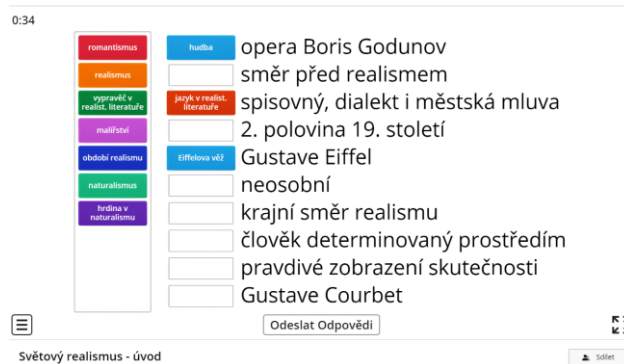 0:34
romantismus
hudba
opera Boris Godunov
realismus
směr před realismem
vypravěč v
realist. literatuře
jazyk v realist.
literatuře
spisovný, dialekt i městská mluva
malířství
2. polovina 19. století
období realismu
Eiffelova věž
Gustave Eiffel
naturalismus
neosobní
hrdina v
naturalismu
krajní směr realismu
člověk determinovaný prostředím
pravdivé zobrazení skutečnosti
Gustave Courbet
Odeslat Odpovědi
Světový realismus - úvod
Sdílet